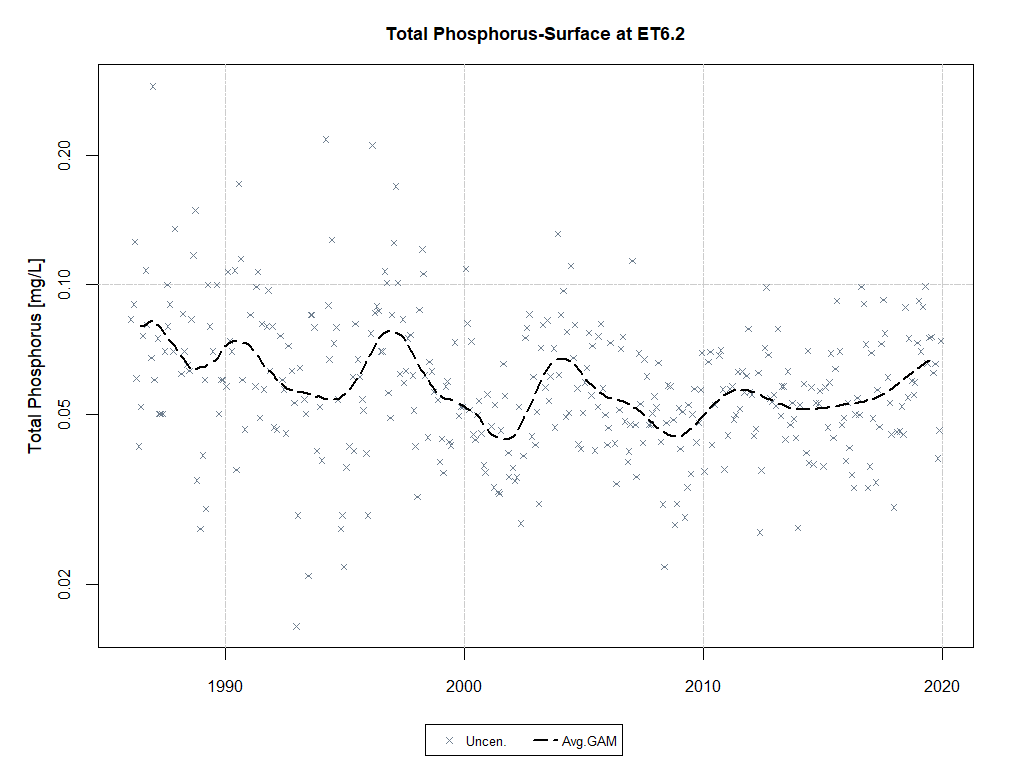 Total Phosphorus-Surface at ET6.2
Total Phosphorus [mg/L]
0.20
0.10
0.05
0.02
1990 2000 2010 2020
Uncen. Avg.GAM